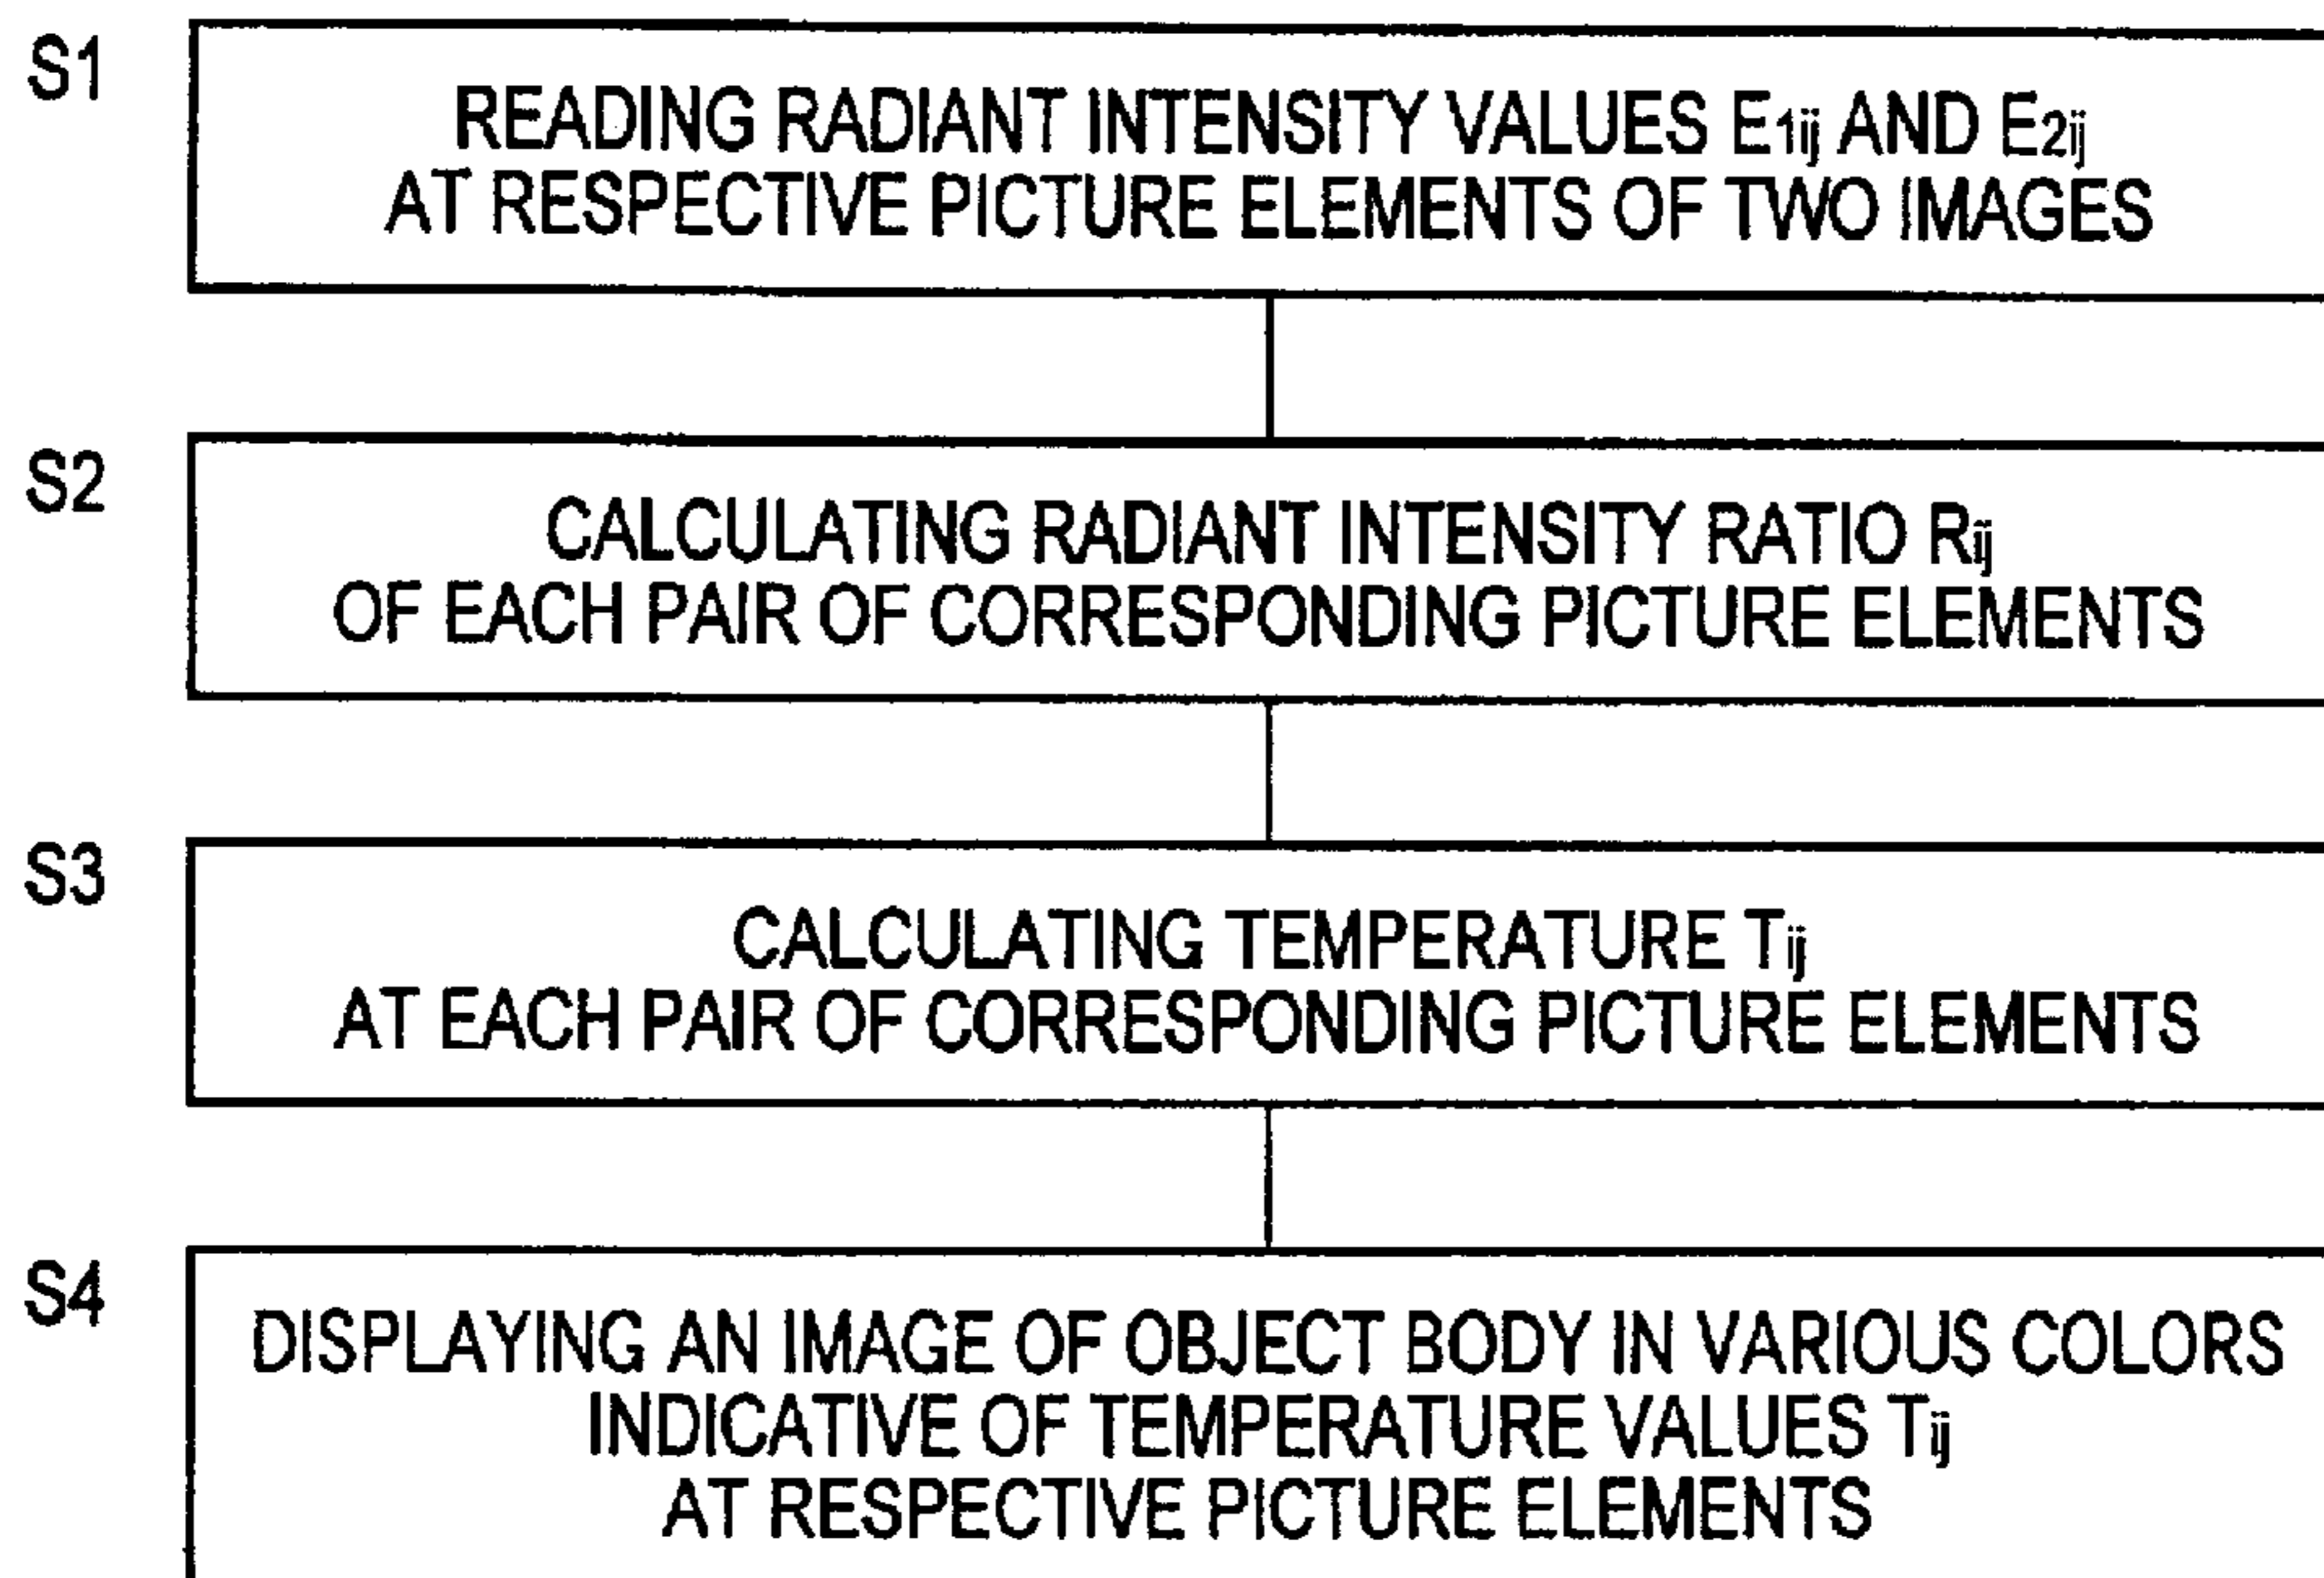 S1
READING RADIANT INTENSITY VALUES E1ij AND E2ij
AT RESPECTIVE PICTURE ELEMENTS OF TWO IMAGES
S2
CALCULATING RADIANT INTENSITY RATIO Rij
OF EACH PAIR OF CORRESPONDING PICTURE ELEMENTS
S3
CALCULATING TEMPERATURE Tij
AT EACH PAIR OF CORRESPONDING PICTURE ELEMENTS
S4
DISPLAYING AN IMAGE OF OBJECT BODY IN VARIOUS COLORS
INDICATIVE OF TEMPERATURE VALUES Tij
AT RESPECTIVE PICTURE ELEMENTS